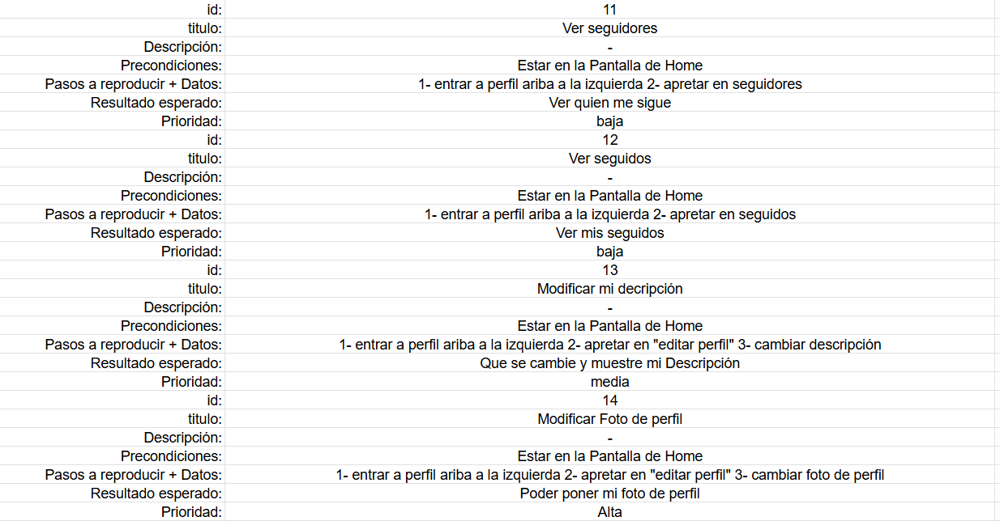 id: 11
titulo: Ver seguidores
Descripción: -
Precondiciones: Estar en la Pantalla de Home
Pasos a reproducir + Datos: 1- entrar a perfil ariba a la izquierda 2- apretar en seguidores
Resultado esperado: Ver quien me sigue
Prioridad: baja
id: 12
titulo: Ver seguidos
Descripción: -
Precondiciones: Estar en la Pantalla de Home
Pasos a reproducir + Datos: 1- entrar a perfil ariba a la izquierda 2- apretar en seguidos
Resultado esperado: Ver mis seguidos
Prioridad: baja
id: 13
titulo: Modificar mi decripción
Descripción: -
Precondiciones: Estar en la Pantalla de Home
Pasos a reproducir + Datos: 1- entrar a perfil ariba a la izquierda 2- apretar en "editar perfil" 3- cambiar descripción
Resultado esperado: Que se cambie y muestre mi Descripción
Prioridad: media
id: 14
titulo: Modificar Foto de perfil
Descripción: -
Precondiciones: Estar en la Pantalla de Home
Pasos a reproducir + Datos: 1- entrar a perfil ariba a la izquierda 2- apretar en "editar perfil" 3- cambiar foto de perfil
Resultado esperado: Poder poner mi foto de perfil
Prioridad: Alta